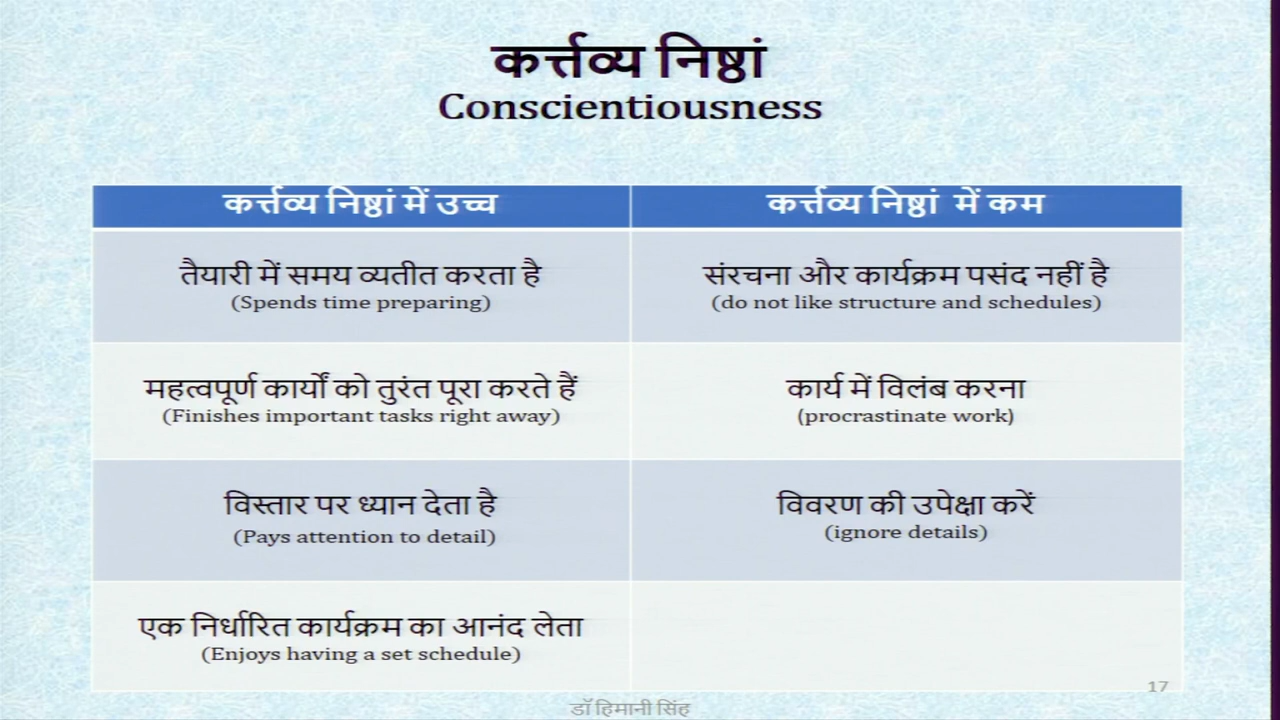 कर्त्तव्य निष्ठां
Conscientiousness
कर्त्तव्य निष्ठां में उच्च
कर्त्तव्य निष्ठां में कम
तैयारी में समय व्यतीत करता है
(Spends time preparing)
संरचना और कार्यक्रम पसंद नहीं है
(do not like structure and schedules)
महत्वपूर्ण कार्यों को तुरंत पूरा करते हैं
(Finishes important tasks right away)
कार्य में विलंब करना
(procrastinate work)
विस्तार पर ध्यान देता है
(Pays attention to detail)
विवरण की उपेक्षा करें
(ignore details)
एक निर्धारित कार्यक्रम का आनंद लेता
(Enjoys having a set schedule)
17
डॉ हिमानी सिंह